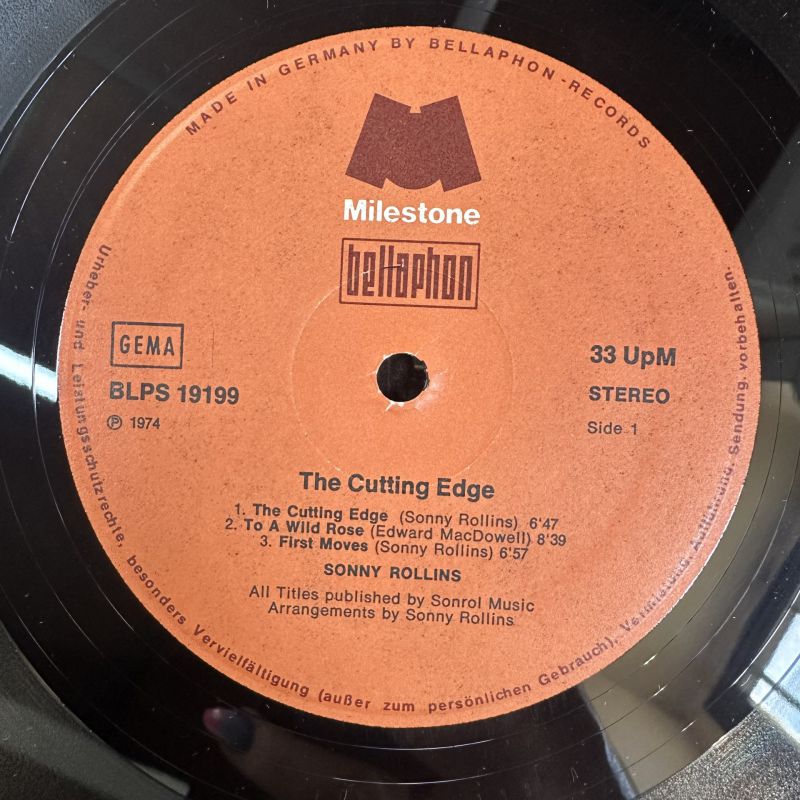 MADE IN GERMANY BY BELLAPHON-RECORDS
Milestone
bellaphon
GEMA
BLPS 19199
℗ 1974
33 UpM
STEREO
Side 1
The Cutting Edge
1. The Cutting Edge (Sonny Rollins) 6'47
2. To A Wild Rose (Edward MacDowell) 8'39
3. First Moves (Sonny Rollins) 6'57
SONNY ROLLINS
All Titles published by Sonrol Music
Arrangements by Sonny Rollins
Urheber- und Leistungsschutzrechte, besonders Vervielfältigung (außer zum persönlichen Gebrauch), Vermietung, Aufführung, Sendung, vorbehalten.